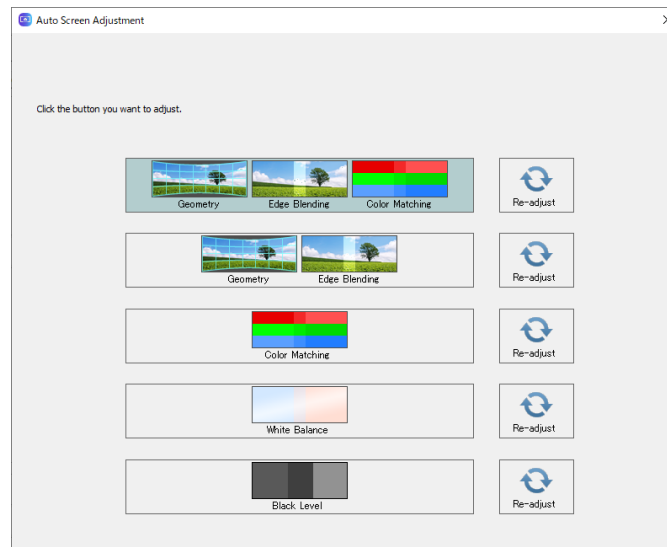 Auto Screen Adjustment
Click the button you want to adjust.
Geometry Edge Blending Color Matching
Re-adjust
Geometry Edge Blending
Re-adjust
Color Matching
Re-adjust
White Balance
Re-adjust
Black Level
Re-adjust